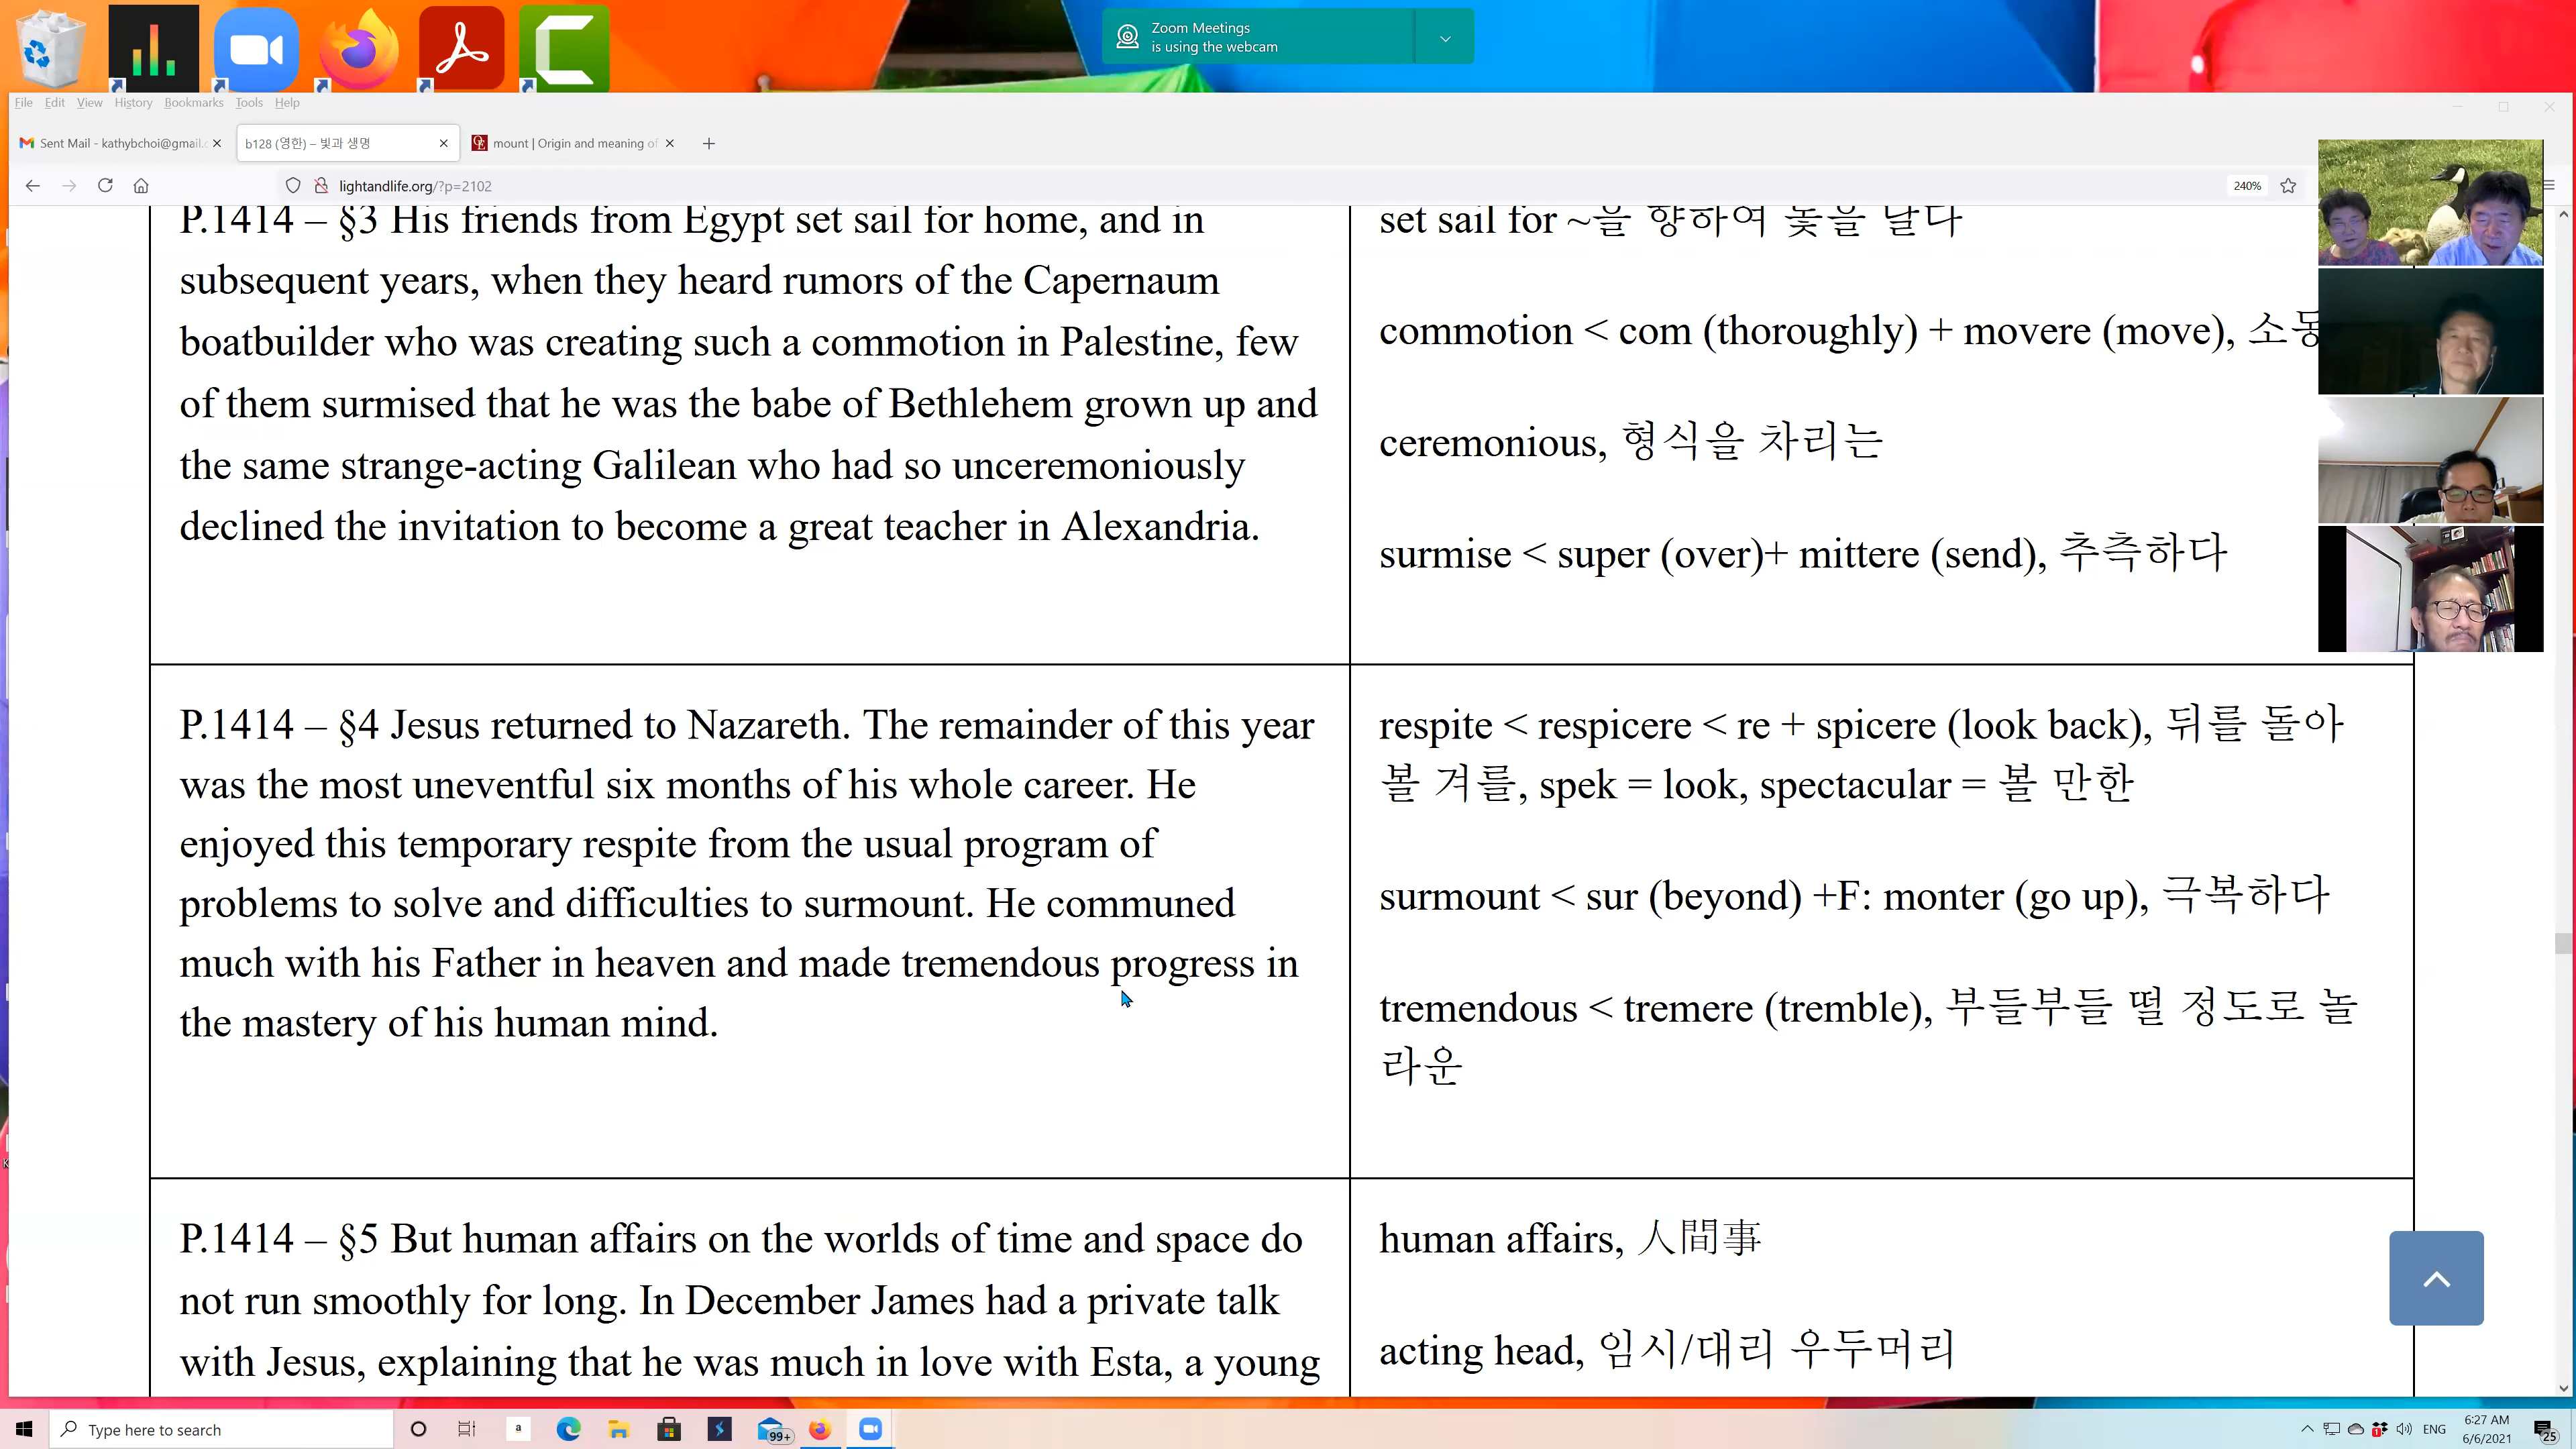 Zoom Meetings
is using the webcam
File Edit View History Bookmarks Tools Help
Sent Mail - kathybchoi@gmail.c
b128 (영한) – 빛과 생명
mount | Origin and meaning of
lightandlife.org/?p=2102
240%
P.1414 – §3 His friends from Egypt set sail for home, and in
subsequent years, when they heard rumors of the Capernaum
boatbuilder who was creating such a commotion in Palestine, few
of them surmised that he was the babe of Bethlehem grown up and
the same strange-acting Galilean who had so unceremoniously
declined the invitation to become a great teacher in Alexandria.
set sail for ~을 향하여 돛을 달다
commotion < com (thoroughly) + movere (move), 소동
ceremonious, 형식을 차리는
surmise < super (over)+ mittere (send), 추측하다
P.1414 – §4 Jesus returned to Nazareth. The remainder of this year
was the most uneventful six months of his whole career. He
enjoyed this temporary respite from the usual program of
problems to solve and difficulties to surmount. He communed
much with his Father in heaven and made tremendous progress in
the mastery of his human mind.
respite < respicere < re + spicere (look back), 뒤를 돌아
볼 겨를, spek = look, spectacular = 볼 만한
surmount < sur (beyond) +F: monter (go up), 극복하다
tremendous < tremere (tremble), 부들부들 떨 정도로 놀
라운
P.1414 – §5 But human affairs on the worlds of time and space do
not run smoothly for long. In December James had a private talk
with Jesus, explaining that he was much in love with Esta, a young
human affairs, 人間事
acting head, 임시/대리 우두머리
Type here to search
a
99+
ENG
6:27 AM
6/6/2021
25